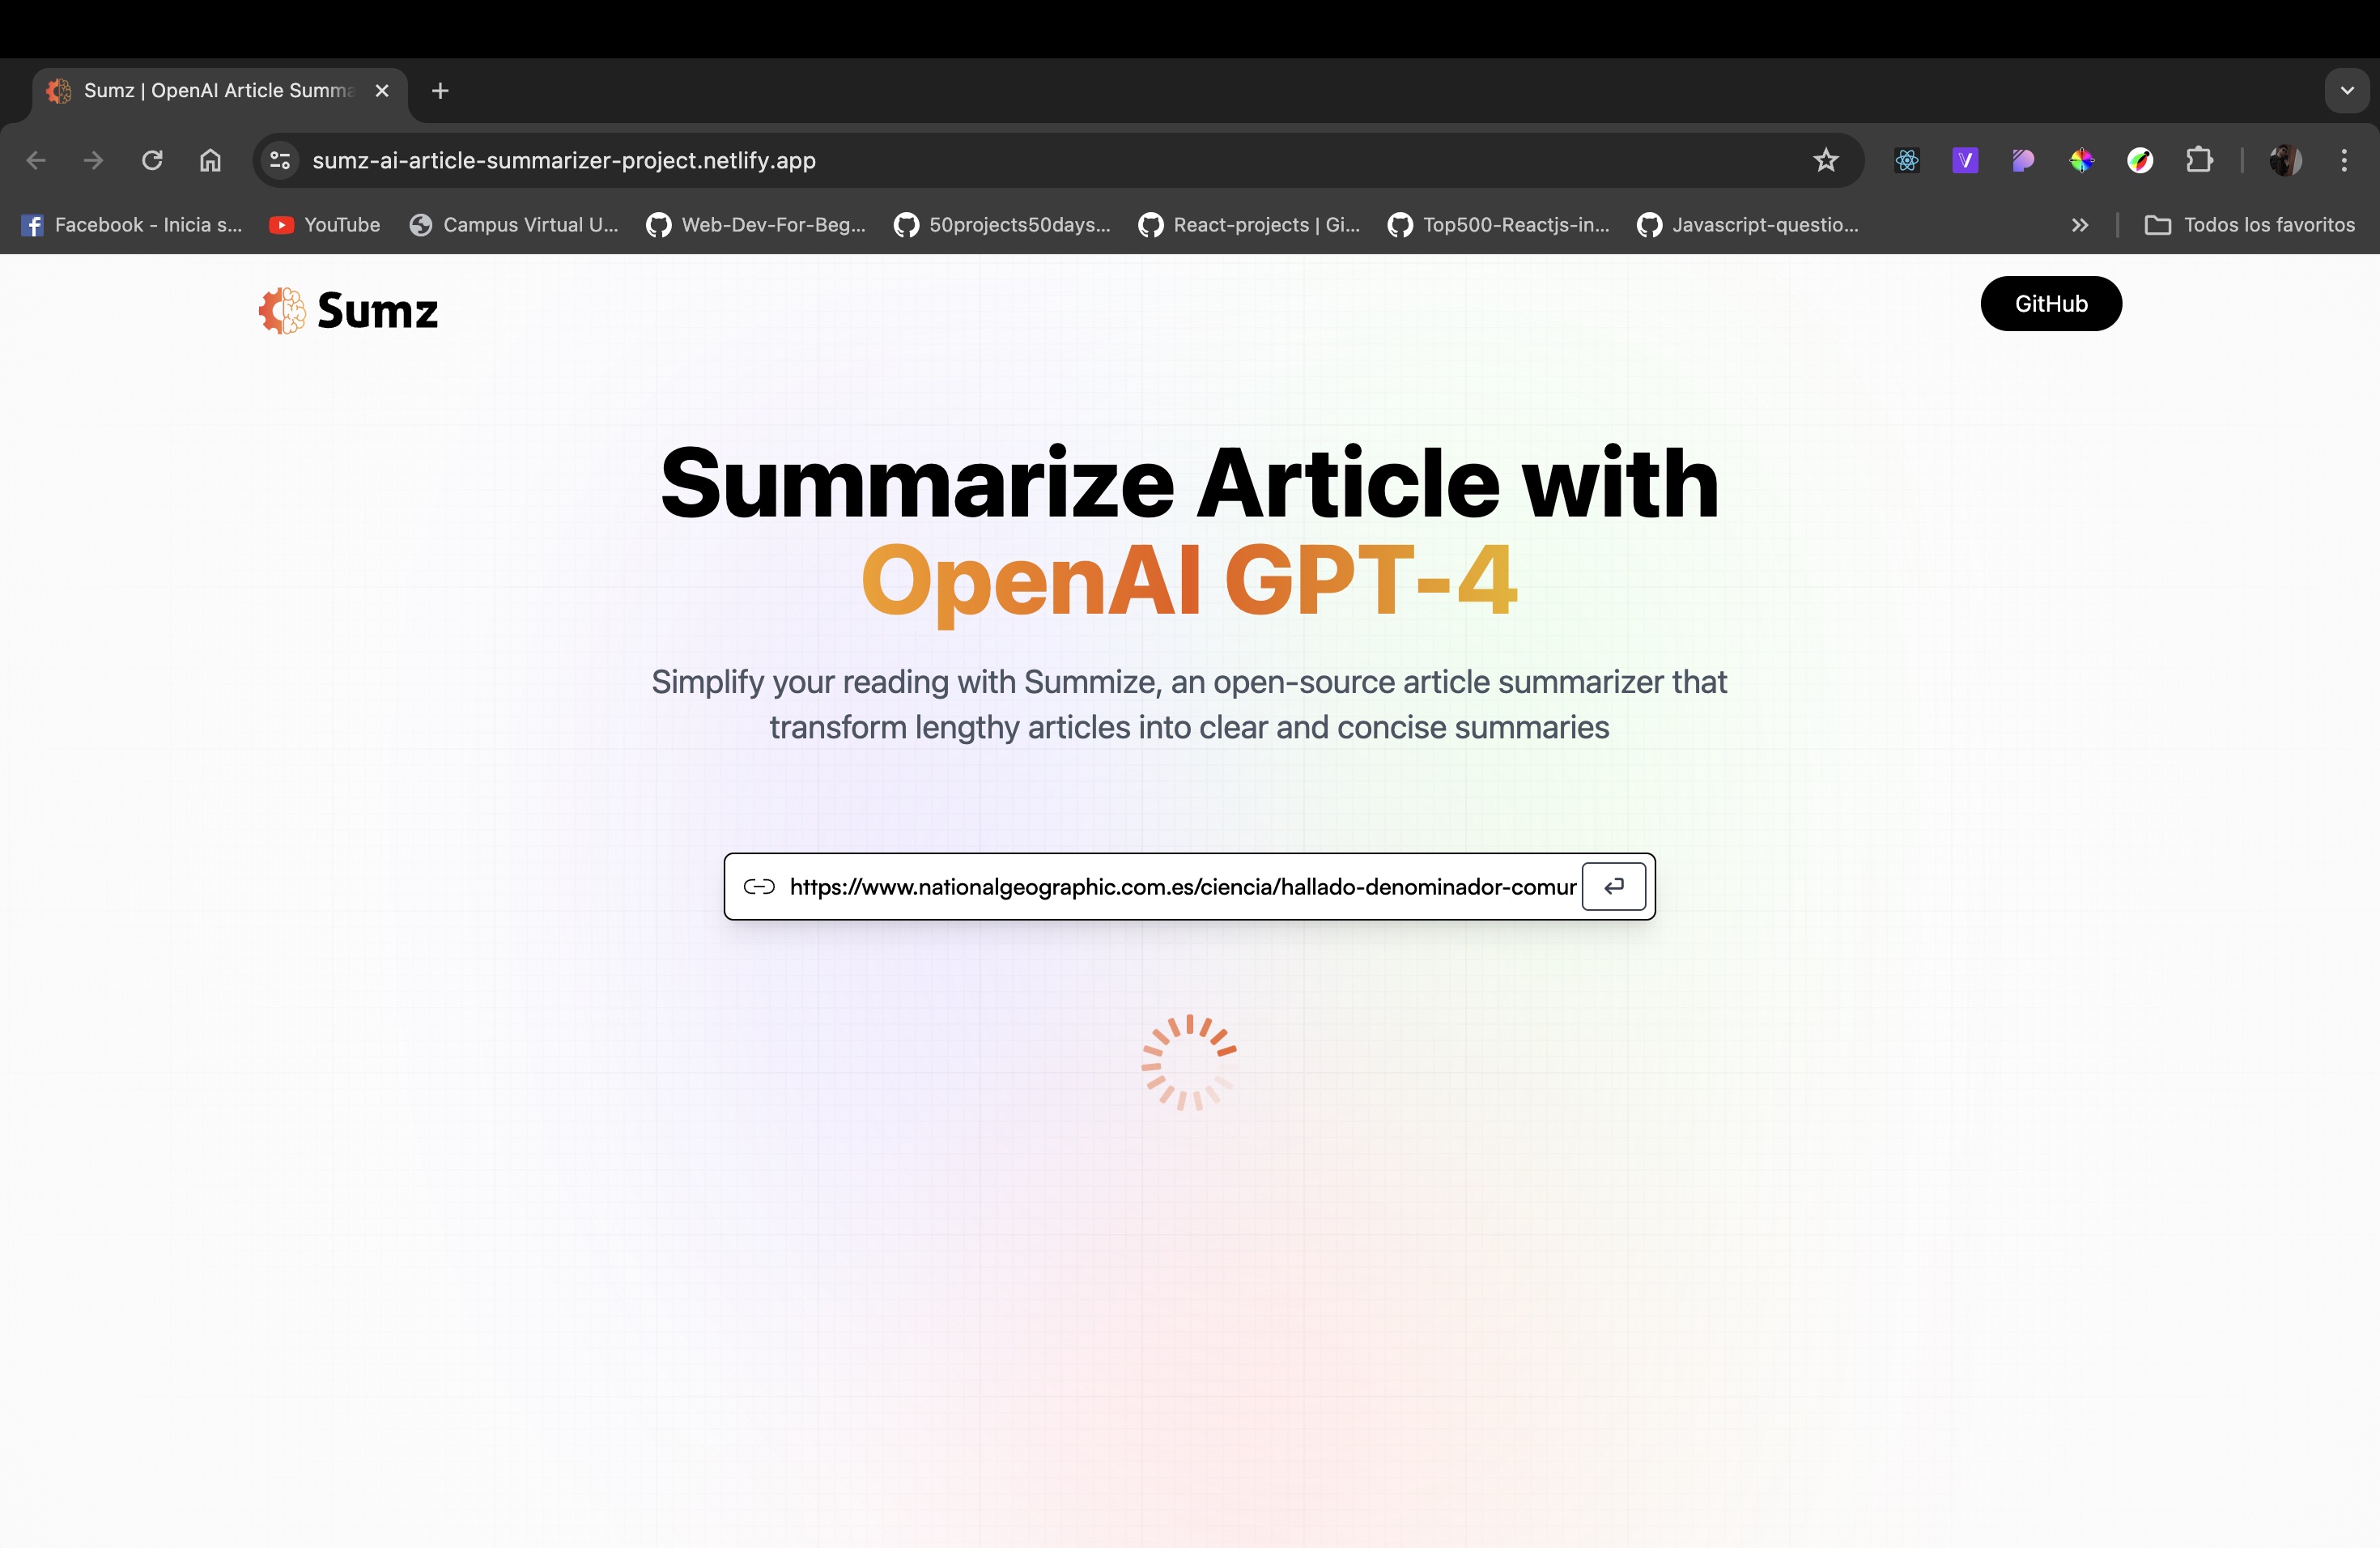 Sumz | OpenAI Article Summa
sumz-ai-article-summarizer-project.netlify.app
Facebook - Inicia s... YouTube Campus Virtual U... Web-Dev-For-Beg... 50projects50days... React-projects | Gi... Top500-Reactjs-in... Javascript-questio... Todos los favoritos
Sumz
GitHub
Summarize Article with
OpenAI GPT-4
Simplify your reading with Summize, an open-source article summarizer that
transform lengthy articles into clear and concise summaries
https://www.nationalgeographic.com.es/ciencia/hallado-denominador-comur